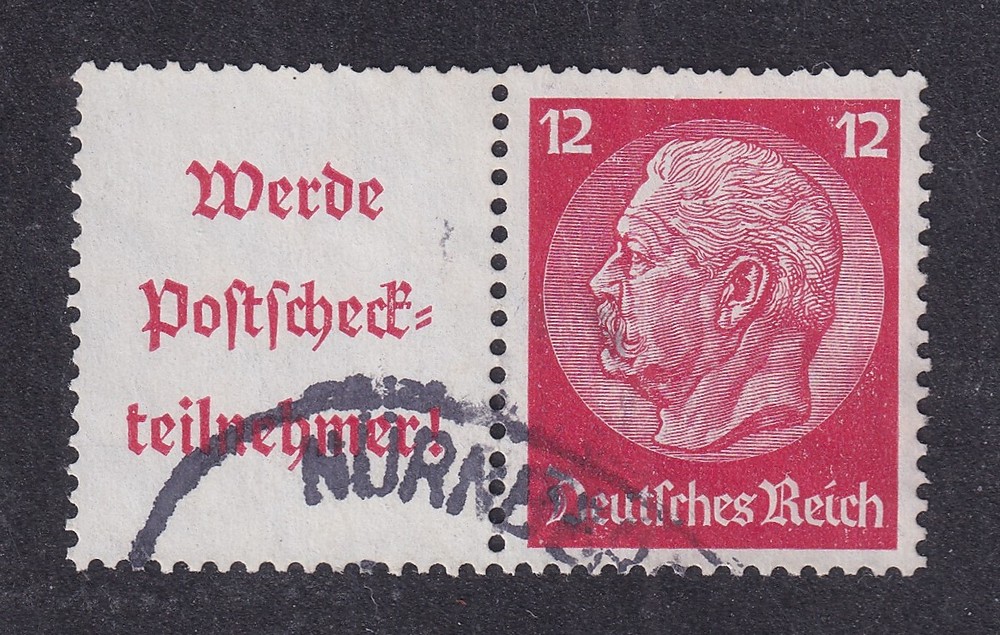 Werde
Postscheck=
teilnehmer!
12 12
Deutsches Reich